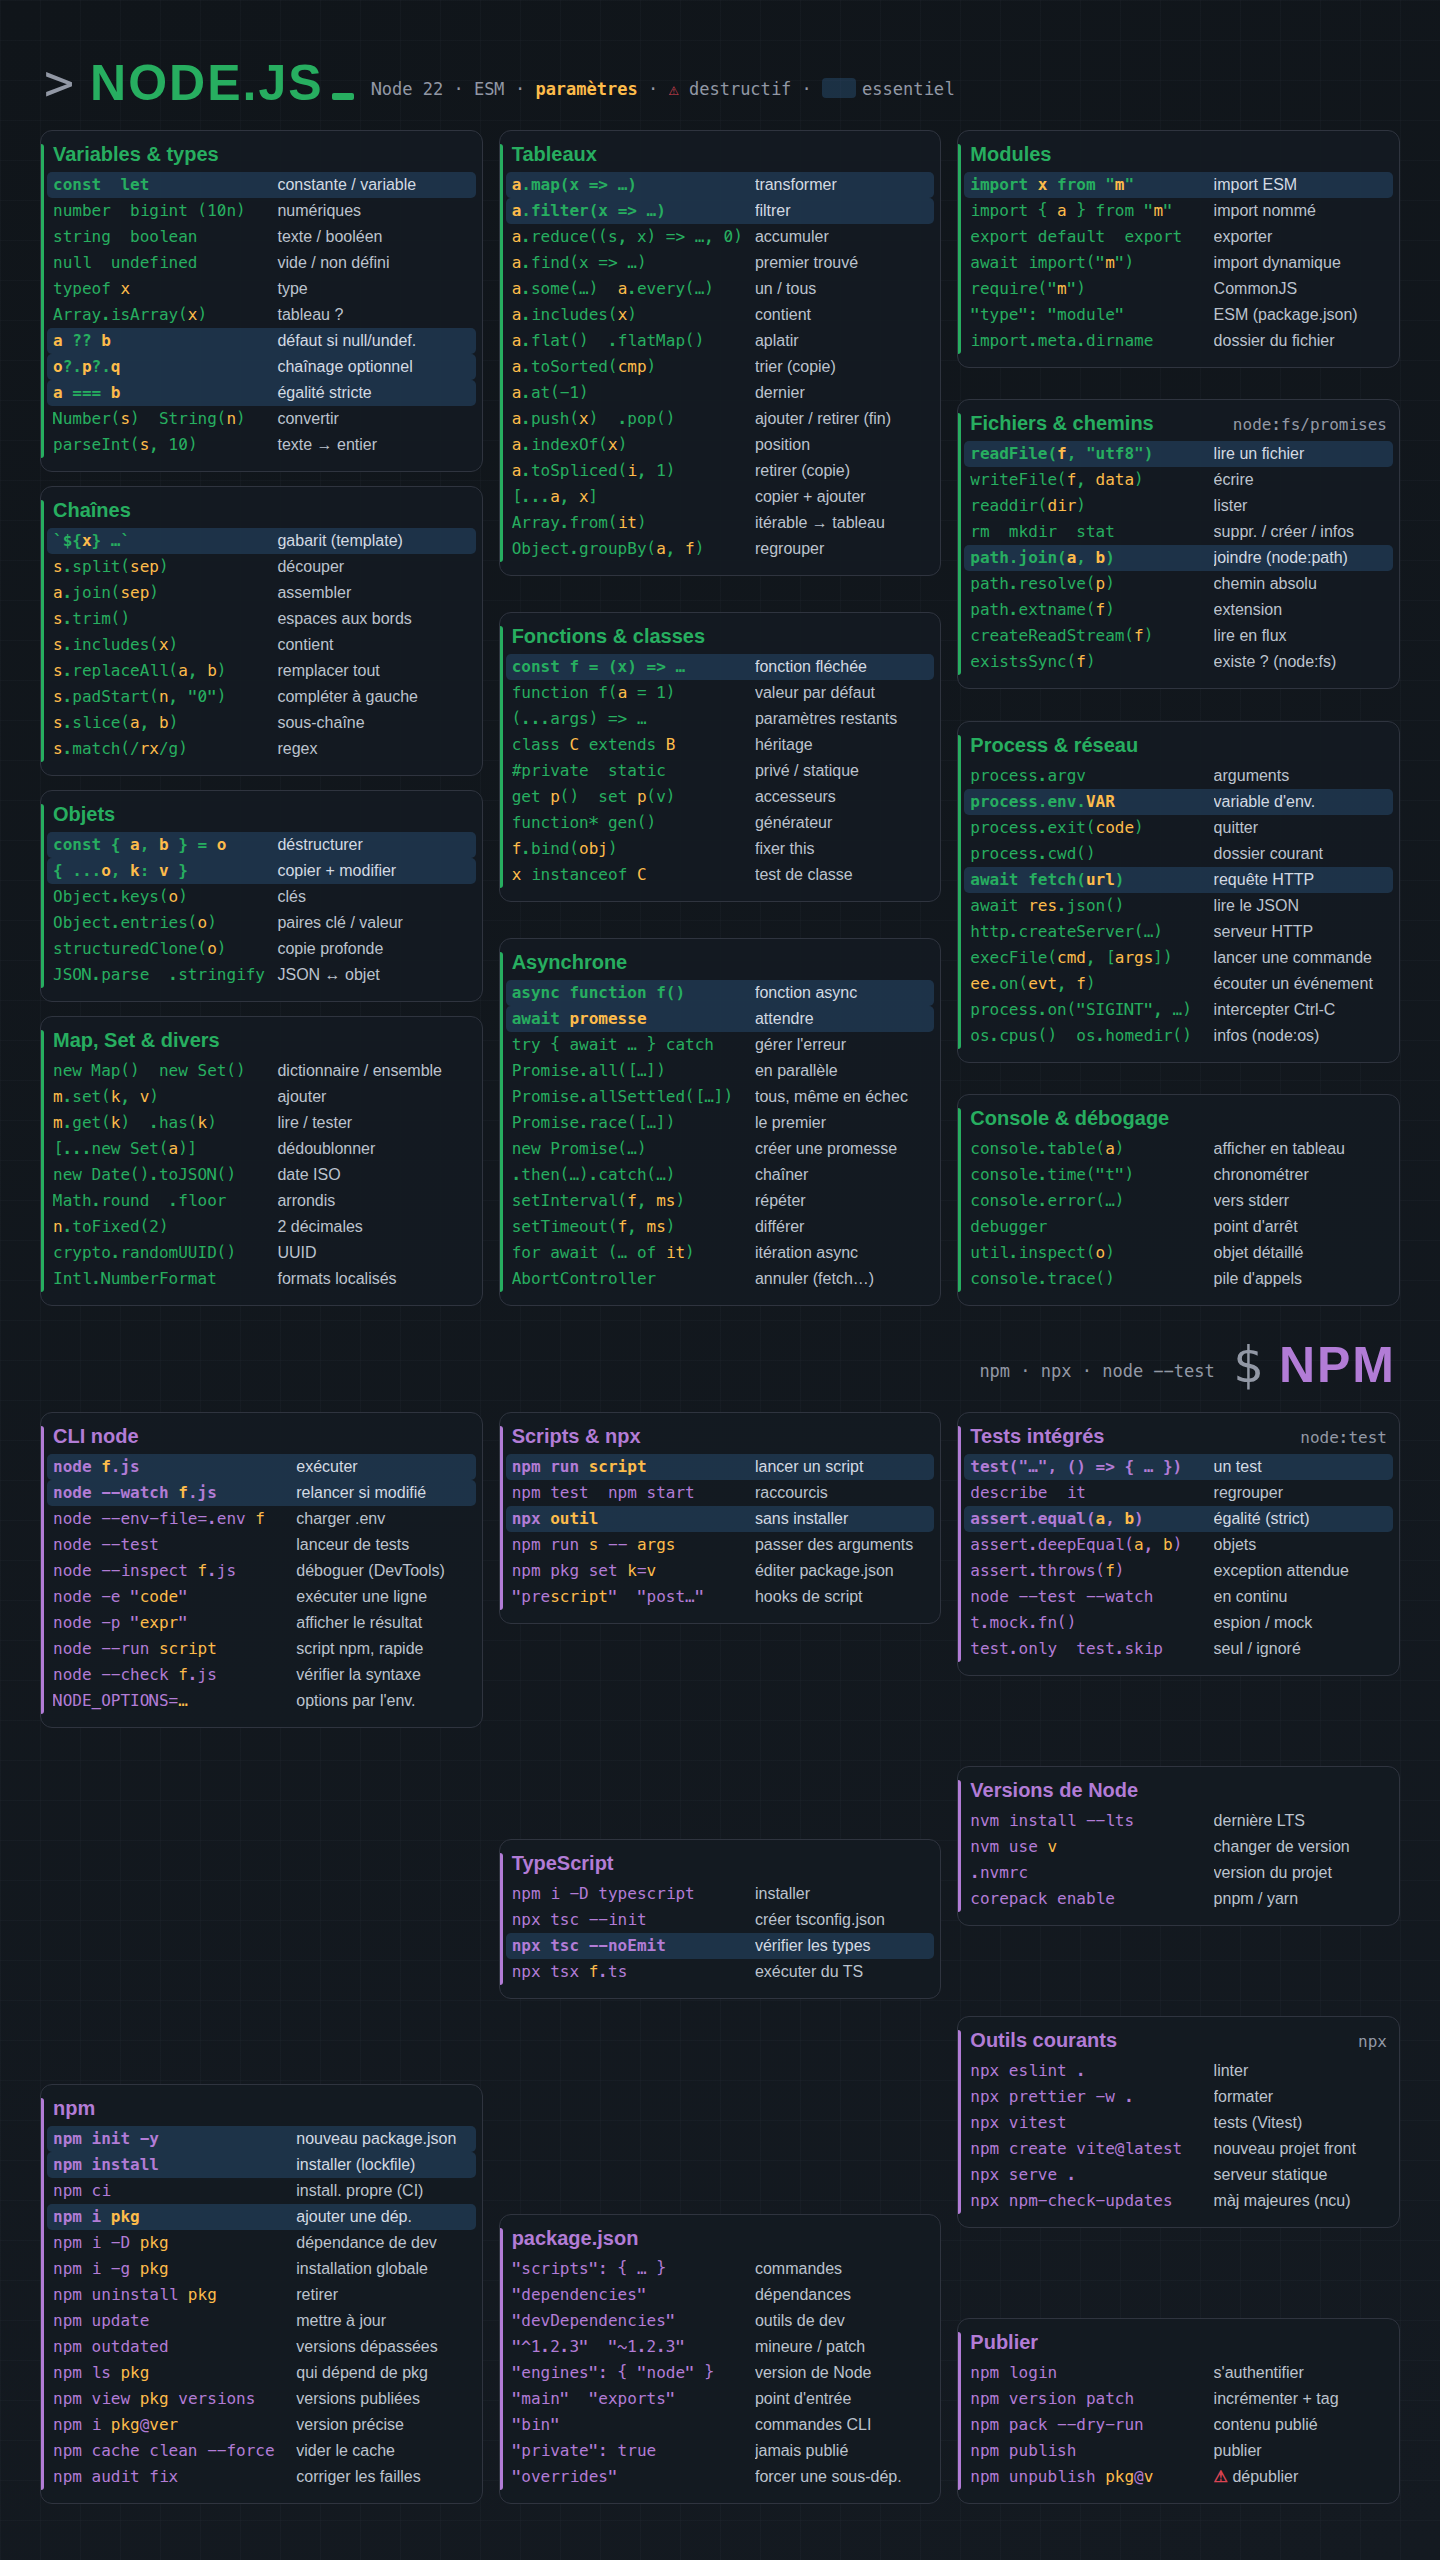 > NODE.JS_ Node 22 · ESM · paramètres · ⚠ destructif · essentiel
Variables & types
const  let constante / variable
number  bigint (10n) numériques
string  boolean texte / booléen
null  undefined vide / non défini
typeof x type
Array.isArray(x) tableau ?
a ?? b défaut si null/undef.
o?.p?.q chaînage optionnel
a === b égalité stricte
Number(s)  String(n) convertir
parseInt(s, 10) texte → entier
Chaînes
`${x} …` gabarit (template)
s.split(sep) découper
a.join(sep) assembler
s.trim() espaces aux bords
s.includes(x) contient
s.replaceAll(a, b) remplacer tout
s.padStart(n, "0") compléter à gauche
s.slice(a, b) sous-chaîne
s.match(/rx/g) regex
Objets
const { a, b } = o déstructurer
{ ...o, k: v } copier + modifier
Object.keys(o) clés
Object.entries(o) paires clé / valeur
structuredClone(o) copie profonde
JSON.parse  .stringify JSON ↔ objet
Map, Set & divers
new Map()  new Set() dictionnaire / ensemble
m.set(k, v) ajouter
m.get(k)  .has(k) lire / tester
[...new Set(a)] dédoublonner
new Date().toJSON() date ISO
Math.round  .floor arrondis
n.toFixed(2) 2 décimales
crypto.randomUUID() UUID
Intl.NumberFormat formats localisés
Tableaux
a.map(x => …) transformer
a.filter(x => …) filtrer
a.reduce((s, x) => …, 0) accumuler
a.find(x => …) premier trouvé
a.some(…)  a.every(…) un / tous
a.includes(x) contient
a.flat()  .flatMap() aplatir
a.toSorted(cmp) trier (copie)
a.at(-1) dernier
a.push(x)  .pop() ajouter / retirer (fin)
a.indexOf(x) position
a.toSpliced(i, 1) retirer (copie)
[...a, x] copier + ajouter
Array.from(it) itérable → tableau
Object.groupBy(a, f) regrouper
Fonctions & classes
const f = (x) => … fonction fléchée
function f(a = 1) valeur par défaut
(...args) => … paramètres restants
class C extends B héritage
#private  static privé / statique
get p()  set p(v) accesseurs
function* gen() générateur
f.bind(obj) fixer this
x instanceof C test de classe
Asynchrone
async function f() fonction async
await promesse attendre
try { await … } catch gérer l'erreur
Promise.all([…]) en parallèle
Promise.allSettled([…]) tous, même en échec
Promise.race([…]) le premier
new Promise(…) créer une promesse
.then(…).catch(…) chaîner
setInterval(f, ms) répéter
setTimeout(f, ms) différer
for await (… of it) itération async
AbortController annuler (fetch…)
Modules
import x from "m" import ESM
import { a } from "m" import nommé
export default  export exporter
await import("m") import dynamique
require("m") CommonJS
"type": "module" ESM (package.json)
import.meta.dirname dossier du fichier
Fichiers & chemins node:fs/promises
readFile(f, "utf8") lire un fichier
writeFile(f, data) écrire
readdir(dir) lister
rm  mkdir  stat suppr. / créer / infos
path.join(a, b) joindre (node:path)
path.resolve(p) chemin absolu
path.extname(f) extension
createReadStream(f) lire en flux
existsSync(f) existe ? (node:fs)
Process & réseau
process.argv arguments
process.env.VAR variable d'env.
process.exit(code) quitter
process.cwd() dossier courant
await fetch(url) requête HTTP
await res.json() lire le JSON
http.createServer(…) serveur HTTP
execFile(cmd, [args]) lancer une commande
ee.on(evt, f) écouter un événement
process.on("SIGINT", …) intercepter Ctrl-C
os.cpus()  os.homedir() infos (node:os)
Console & débogage
console.table(a) afficher en tableau
console.time("t") chronométrer
console.error(…) vers stderr
debugger point d'arrêt
util.inspect(o) objet détaillé
console.trace() pile d'appels
npm · npx · node --test $ NPM
CLI node
node f.js exécuter
node --watch f.js relancer si modifié
node --env-file=.env f charger .env
node --test lanceur de tests
node --inspect f.js déboguer (DevTools)
node -e "code" exécuter une ligne
node -p "expr" afficher le résultat
node --run script script npm, rapide
node --check f.js vérifier la syntaxe
NODE_OPTIONS=… options par l'env.
npm
npm init -y nouveau package.json
npm install installer (lockfile)
npm ci install. propre (CI)
npm i pkg ajouter une dép.
npm i -D pkg dépendance de dev
npm i -g pkg installation globale
npm uninstall pkg retirer
npm update mettre à jour
npm outdated versions dépassées
npm ls pkg qui dépend de pkg
npm view pkg versions versions publiées
npm i pkg@ver version précise
npm cache clean --force vider le cache
npm audit fix corriger les failles
Scripts & npx
npm run script lancer un script
npm test  npm start raccourcis
npx outil sans installer
npm run s -- args passer des arguments
npm pkg set k=v éditer package.json
"prescript"  "post…" hooks de script
TypeScript
npm i -D typescript installer
npx tsc --init créer tsconfig.json
npx tsc --noEmit vérifier les types
npx tsx f.ts exécuter du TS
package.json
"scripts": { … } commandes
"dependencies" dépendances
"devDependencies" outils de dev
"^1.2.3"  "~1.2.3" mineure / patch
"engines": { "node" } version de Node
"main"  "exports" point d'entrée
"bin" commandes CLI
"private": true jamais publié
"overrides" forcer une sous-dép.
Tests intégrés node:test
test("…", () => { … }) un test
describe  it regrouper
assert.equal(a, b) égalité (strict)
assert.deepEqual(a, b) objets
assert.throws(f) exception attendue
node --test --watch en continu
t.mock.fn() espion / mock
test.only  test.skip seul / ignoré
Versions de Node
nvm install --lts dernière LTS
nvm use v changer de version
.nvmrc version du projet
corepack enable pnpm / yarn
Outils courants npx
npx eslint . linter
npx prettier -w . formater
npx vitest tests (Vitest)
npm create vite@latest nouveau projet front
npx serve . serveur statique
npx npm-check-updates màj majeures (ncu)
Publier
npm login s'authentifier
npm version patch incrémenter + tag
npm pack --dry-run contenu publié
npm publish publier
npm unpublish pkg@v ⚠ dépublier